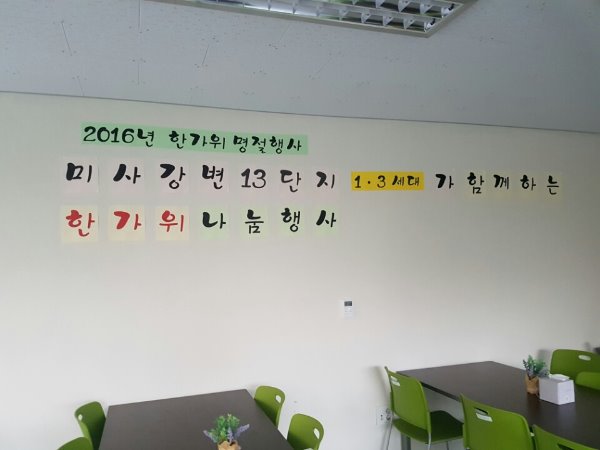 2016년 한가위 명절행사
미사강변13단지 1·3세대가 함께하는
한가위나눔행사